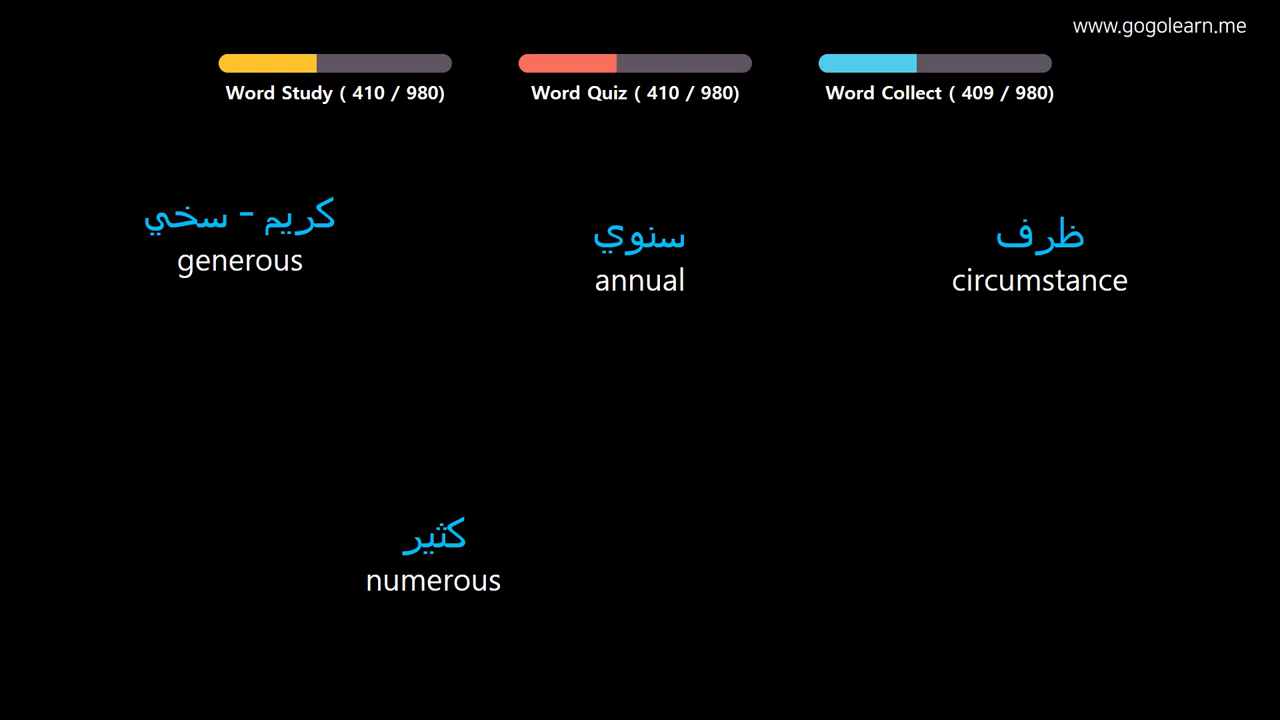 www.gogolearn.me
Word Study ( 410 / 980)
Word Quiz ( 410 / 980)
Word Collect ( 409 / 980)
كريم - سخي
generous
سنوي
annual
ظرف
circumstance
كثير
numerous